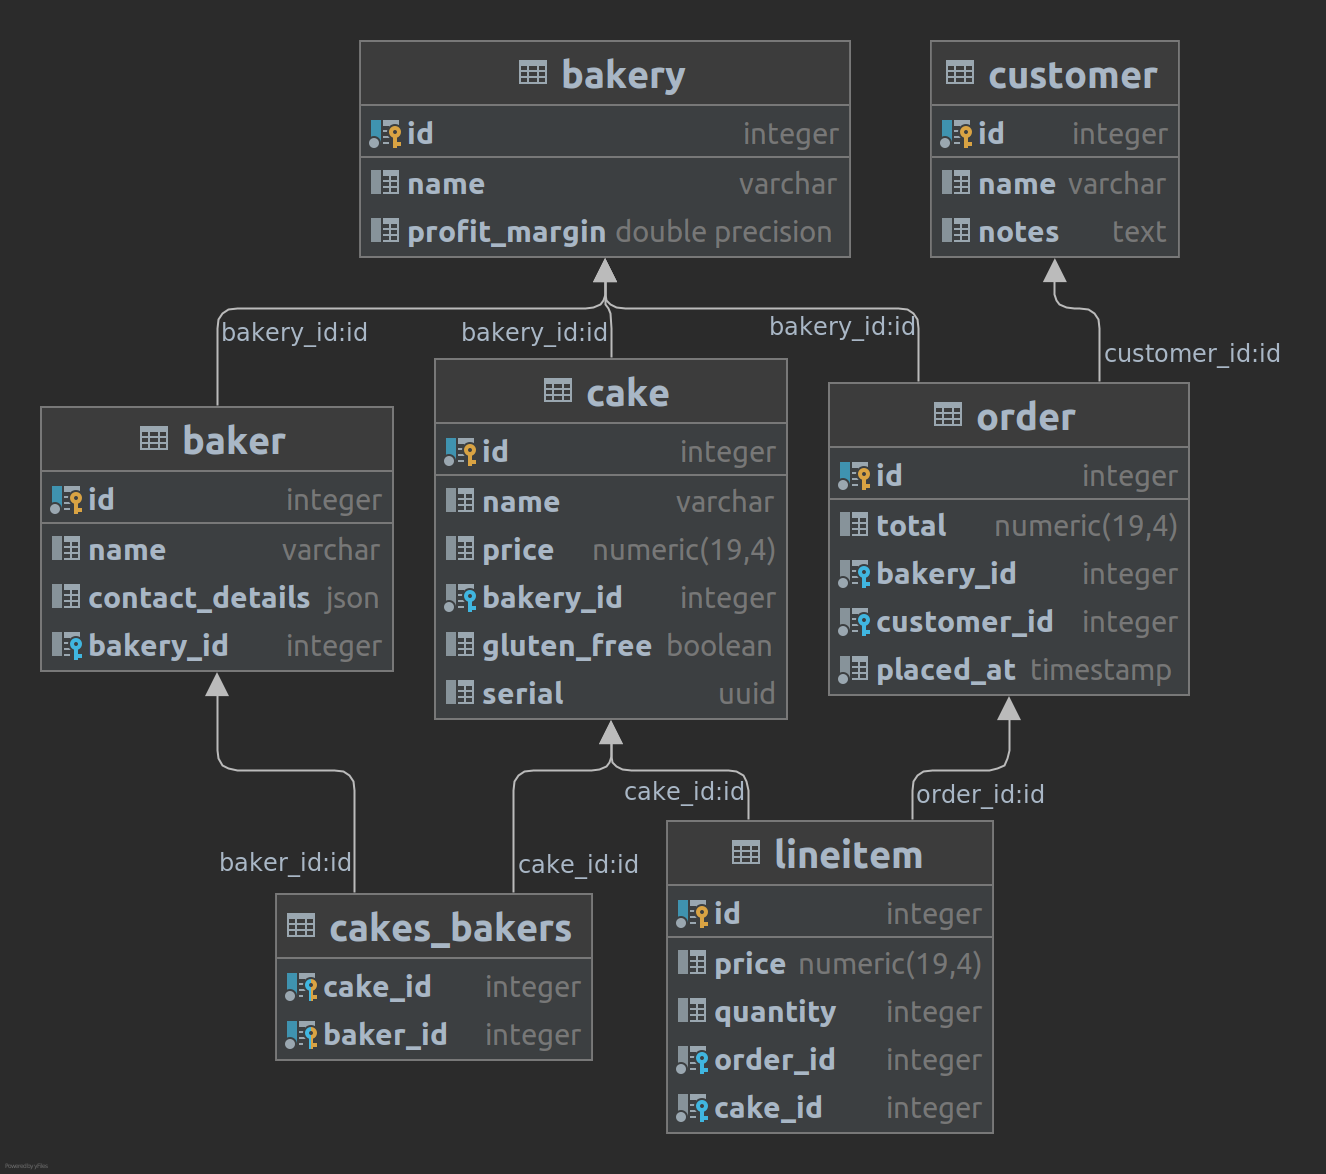 bakery
id integer
name varchar
profit_margin double precision
customer
id integer
name varchar
notes text
bakery_id:id
bakery_id:id
bakery_id:id
customer_id:id
baker
id integer
name varchar
contact_details json
bakery_id integer
cake
id integer
name varchar
price numeric(19,4)
bakery_id integer
gluten_free boolean
serial uuid
order
id integer
total numeric(19,4)
bakery_id integer
customer_id integer
placed_at timestamp
baker_id:id
cake_id:id
cake_id:id
order_id:id
cakes_bakers
cake_id integer
baker_id integer
lineitem
id integer
price numeric(19,4)
quantity integer
order_id integer
cake_id integer
Powered by yFiles